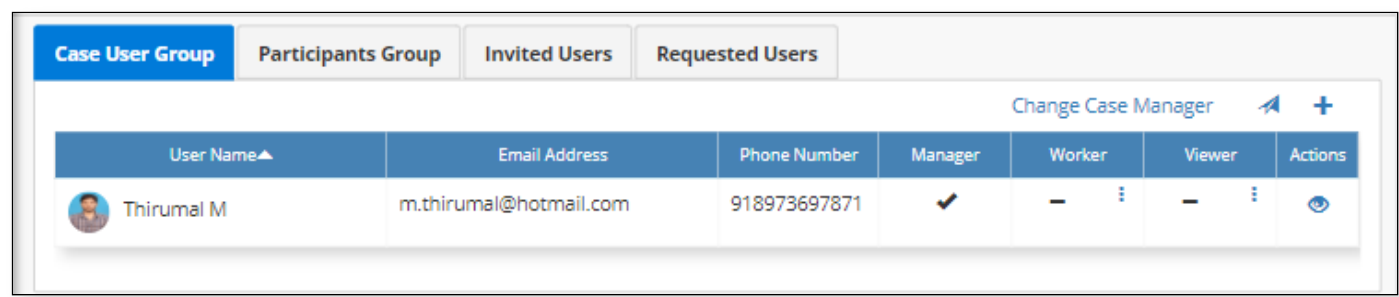 Case User Group Participants Group Invited Users Requested Users
Change Case Manager
User Name Email Address Phone Number Manager Worker Viewer Actions
Thirumal M m.thirumal@hotmail.com 918973697871